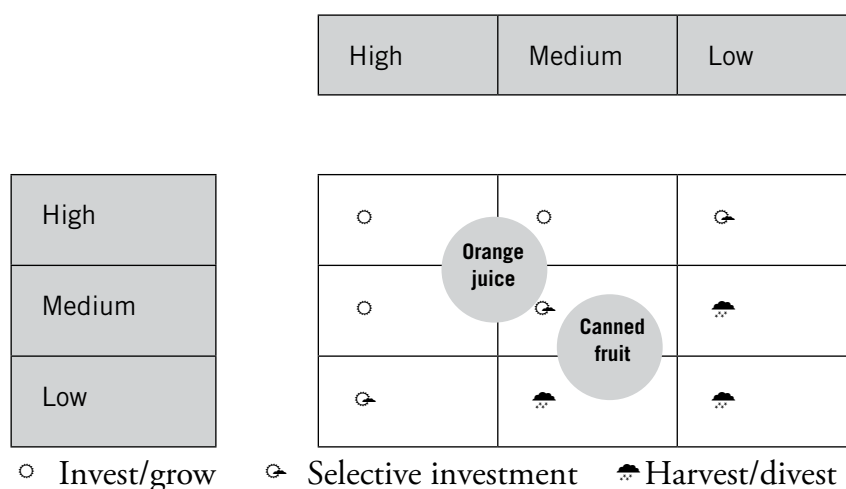 High Medium Low
High
Orange
juice
Medium
Canned
fruit
Low
Invest/grow Selective investment Harvest/divest